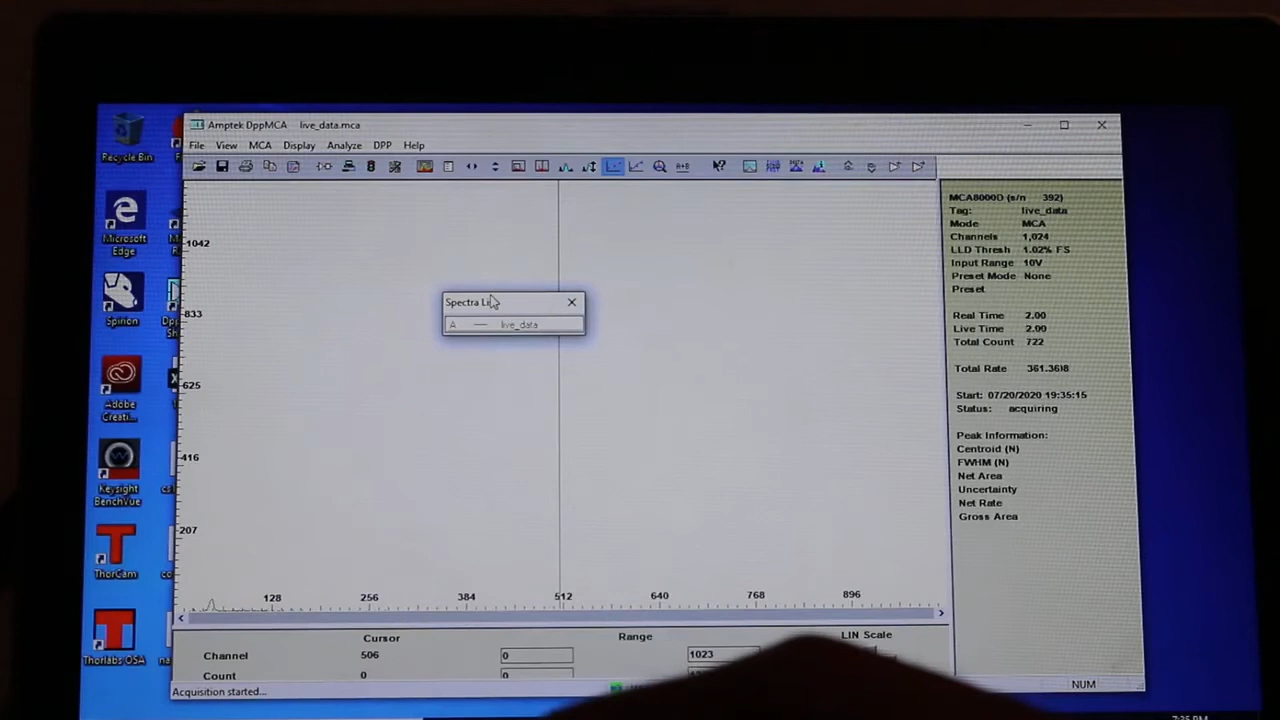 Amptek DppMCA live_data.mca
File View MCA Display Analyze DPP Help
Recycle Bin
Microsoft Edge
Spinon
Adobe Creati...
Keysight BenchVue
ThorCam
Thorlabs OSA
1042
833
625
416
207
128 256 384 512 640 768 896
Spectra Li
A live_data
MCA8000D (s/n 392)
Tag: live_data
Mode MCA
Channels 1,024
LLD Thresh 1.02% FS
Input Range 10V
Preset Mode None
Preset
Real Time 2.00
Live Time 2.00
Total Count 722
Total Rate
Start: 07/20/2020 19:35:15
Status: acquiring
Peak Information:
Centroid (N)
FWHM (N)
Net Area
Uncertainty
Net Rate
Gross Area
Cursor Range LIN Scale
Channel 506 0 1023
Count 0 0
Acquisition started...
NUM
7:35 PM